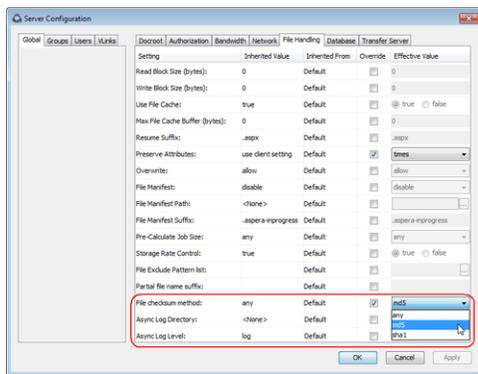 Server Configuration
Global Groups Users VLinks
Docroot Authorization Bandwidth Network File Handling Database Transfer Server
Setting Inherited Value Inherited From Override Effective Value
Read Block Size (bytes): 0 Default 0
Write Block Size (bytes): 0 Default 0
Use File Cache: true Default true false
Max File Cache Buffer (bytes): 0 Default 0
Resume Suffix: .aspx Default .aspx
Preserve Attributes: use client setting Default times
Overwrite: allow Default allow
File Manifest: disable Default disable
File Manifest Path: <None> Default ...
File Manifest Suffix: .aspera-inprogress Default .aspera-inprogress
Pre-Calculate Job Size: any Default any
Storage Rate Control: true Default true false
File Exclude Pattern list: Default ...
Partial file name suffix: Default
File checksum method: any Default md5
any
Async Log Directory: <None> Default md5
Async Log Level: log Default sha1
OK Cancel Apply